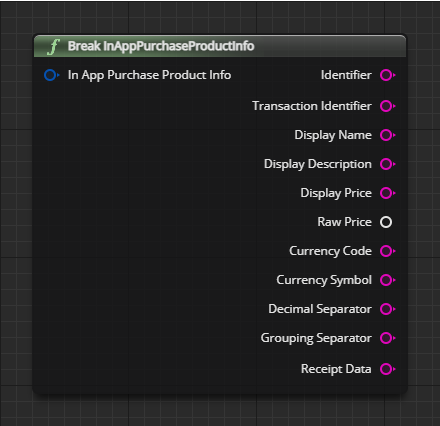 f Break InAppPurchaseProductInfo
In App Purchase Product Info Identifier
Transaction Identifier
Display Name
Display Description
Display Price
Raw Price
Currency Code
Currency Symbol
Decimal Separator
Grouping Separator
Receipt Data